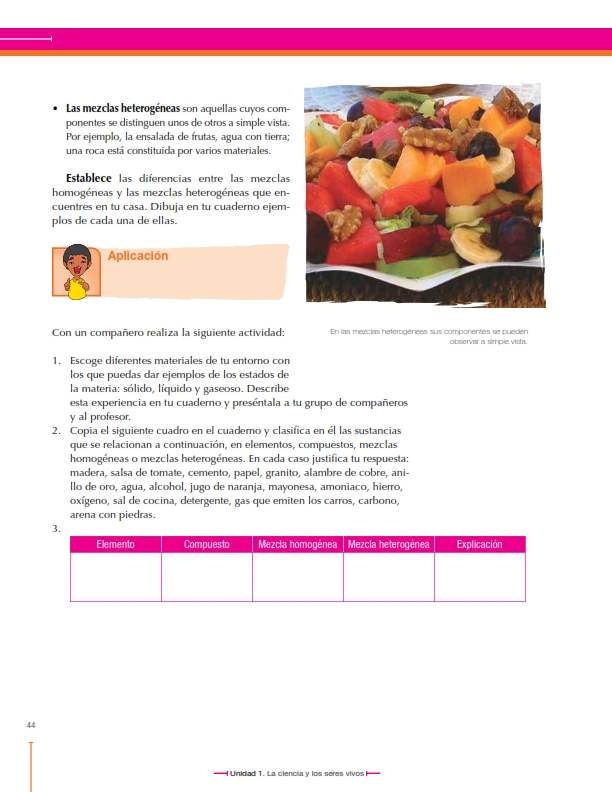 • Las mezclas heterogéneas son aquellas cuyos com-
ponentes se distinguen unos de otros a simple vista.
Por ejemplo, la ensalada de frutas, agua con tierra;
una roca está constituida por varios materiales.
Establece las diferencias entre las mezclas
homogéneas y las mezclas heterogéneas que en-
cuentres en tu casa. Dibuja en tu cuaderno ejem-
plos de cada una de ellas.
Aplicación
En las mezclas heterogéneas sus componentes se pueden
observar a simple vista.
Con un compañero realiza la siguiente actividad:
1. Escoge diferentes materiales de tu entorno con
los que puedas dar ejemplos de los estados de
la materia: sólido, líquido y gaseoso. Describe
esta experiencia en tu cuaderno y preséntala a tu grupo de compañeros
y al profesor.
2. Copia el siguiente cuadro en el cuaderno y clasifica en él las sustancias
que se relacionan a continuación, en elementos, compuestos, mezclas
homogéneas o mezclas heterogéneas. En cada caso justifica tu respuesta:
madera, salsa de tomate, cemento, papel, granito, alambre de cobre, ani-
llo de oro, agua, alcohol, jugo de naranja, mayonesa, amoniaco, hierro,
oxígeno, sal de cocina, detergente, gas que emiten los carros, carbono,
arena con piedras.
3.
Elemento Compuesto Mezcla homogénea Mezcla heterogénea Explicación
44
Unidad 1. La ciencia y los seres vivos